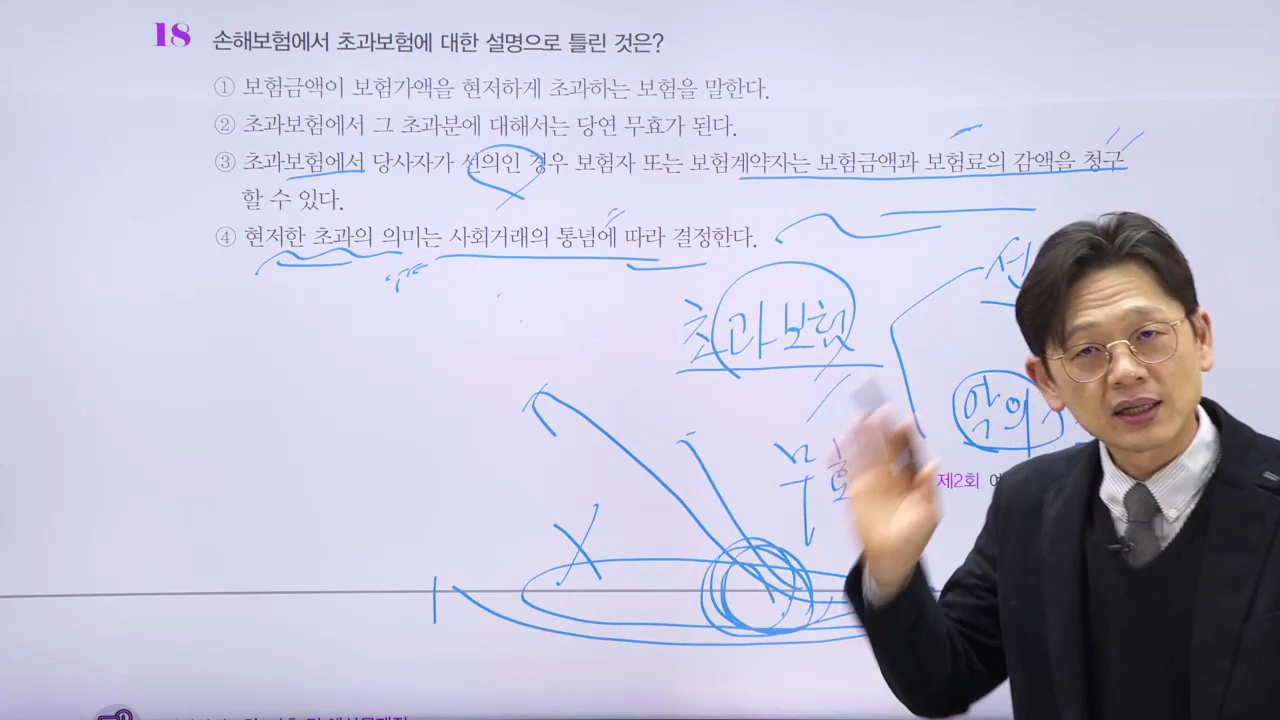 18 손해보험에서 초과보험에 대한 설명으로 틀린 것은?
① 보험금액이 보험가액을 현저하게 초과하는 보험을 말한다.
② 초과보험에서 그 초과분에 대해서는 당연 무효가 된다.
③ 초과보험에서 당사자가 선의인 경우 보험자 또는 보험계약자는 보험금액과 보험료의 감액을 청구
할 수 있다.
④ 현저한 초과의 의미는 사회거래의 통념에 따라 결정한다.
선
초과보험
악의
무효
제2회